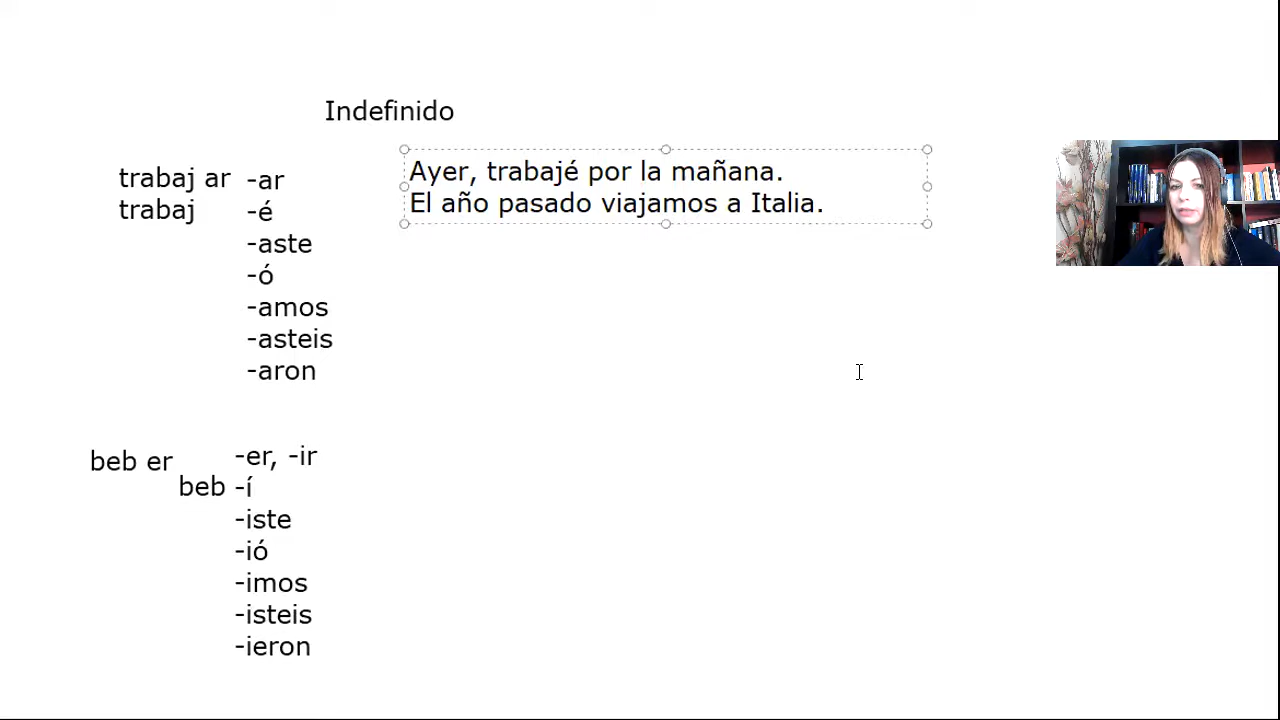 Indefinido
Ayer, trabajé por la mañana.
El año pasado viajamos a Italia.
trabaj ar
trabaj
-ar
-é
-aste
-ó
-amos
-asteis
-aron
beb er
beb
-er, -ir
-í
-iste
-ió
-imos
-isteis
-ieron